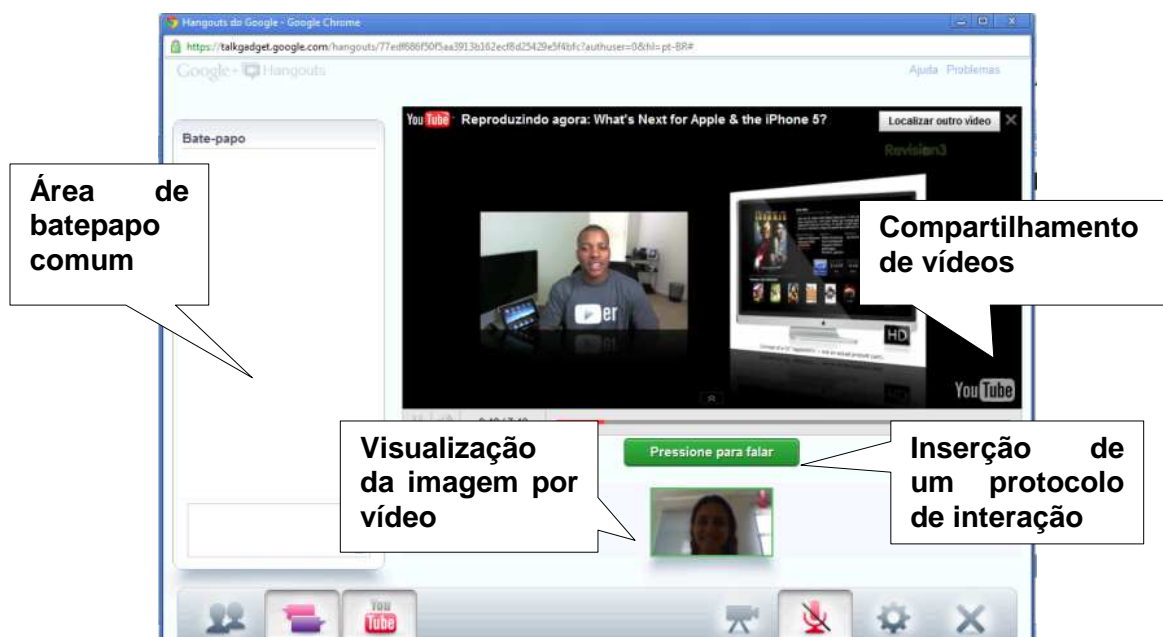 Hangouts do Google - Google Chrome
https://talkgadget.google.com/hangouts/77edf686f50f5aa3913b162ecf8d25429e5f4bfc?authuser=0&hl=pt-BR#
Google+ Hangouts
Ajuda Problemas
Bate-papo
You Tube Reproduzindo agora: What's Next for Apple & the iPhone 5?
Localizar outro vídeo
Revision3
Área de
batepapo
comum
Compartilhamento
de vídeos
er
HD
You Tube
Visualização
da imagem por
vídeo
Pressione para falar
Inserção de
um protocolo
de interação
You
Tube